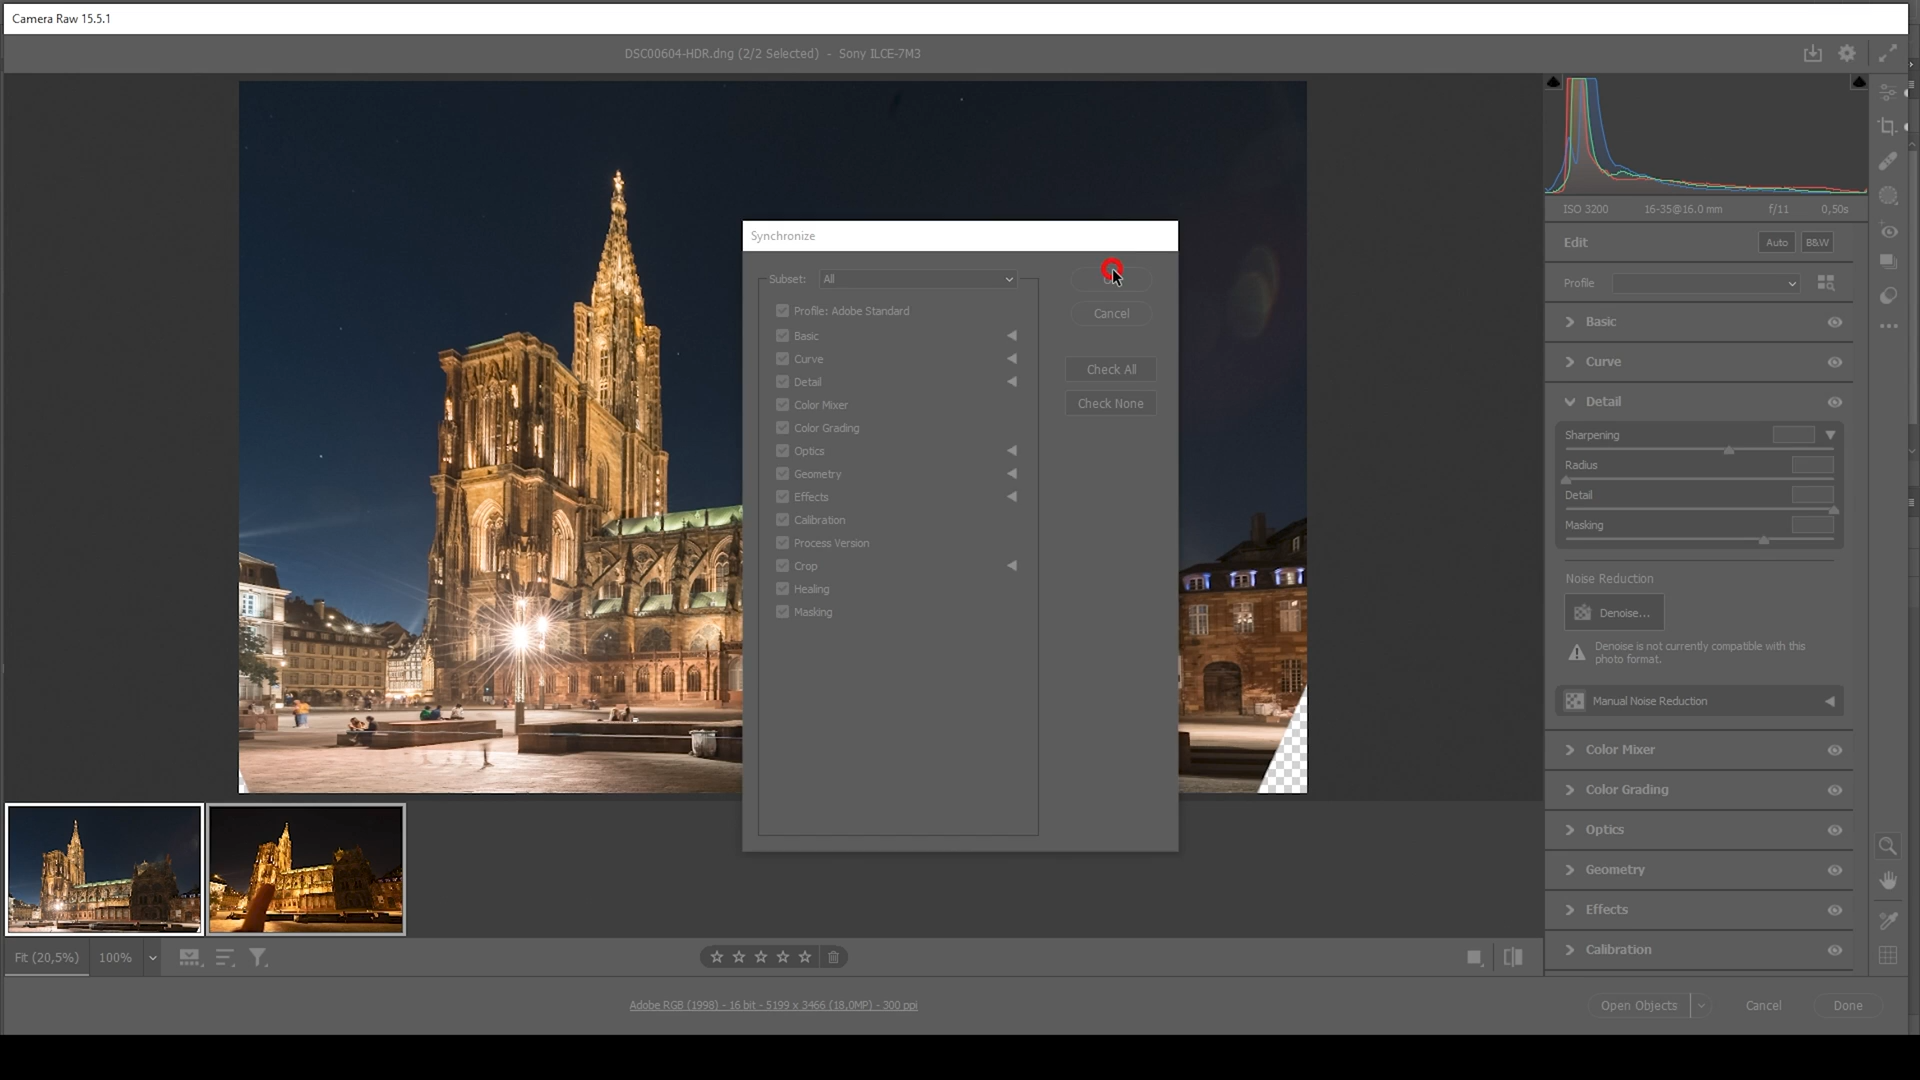 Camera Raw 15.5.1
DSC00604-HDR.dng (2/2 Selected)  -  Sony ILCE-7M3
ISO 3200
16-35@16.0 mm
f/11
0,50s
Edit
Auto
B&W
Profile
Basic
Curve
Detail
Sharpening
Radius
Detail
Masking
Noise Reduction
Denoise...
Denoise is not currently compatible with this
photo format.
Manual Noise Reduction
Color Mixer
Color Grading
Optics
Geometry
Effects
Calibration
Synchronize
Subset:
All
Cancel
Check All
Check None
Profile: Adobe Standard
Basic
Curve
Detail
Color Mixer
Color Grading
Optics
Geometry
Effects
Calibration
Process Version
Crop
Healing
Masking
Fit (20,5%)
100%
Adobe RGB (1998) - 16 bit - 5199 x 3466 (18,0MP) - 300 ppi
Open Objects
Cancel
Done